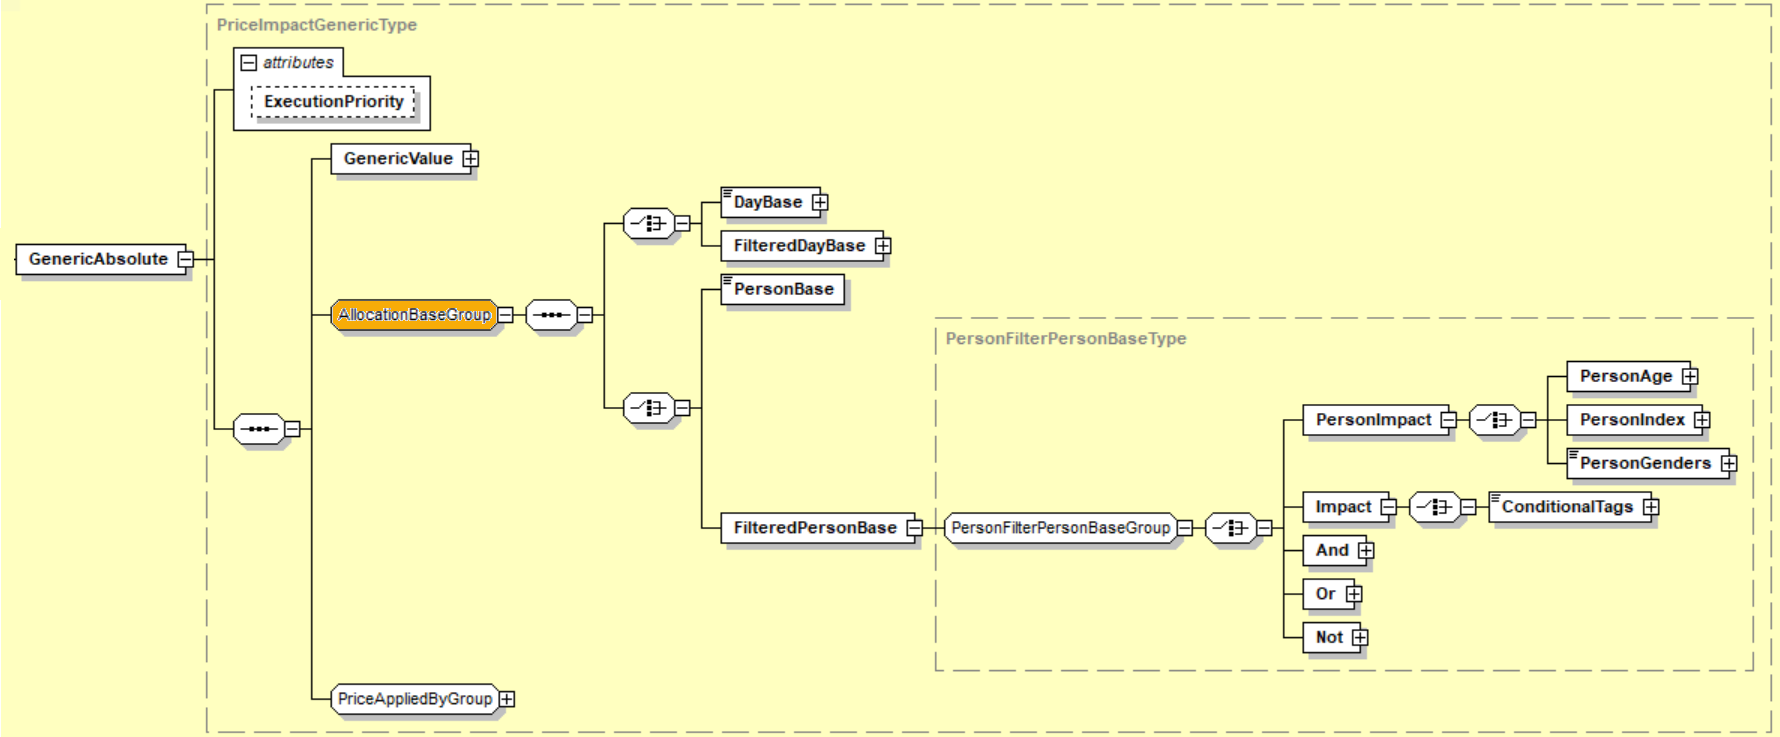 PriceImpactGenericType
attributes
ExecutionPriority
GenericValue
DayBase
FilteredDayBase
GenericAbsolute
PersonBase
AllocationBaseGroup
PersonFilterPersonBaseType
PersonAge
PersonImpact
PersonIndex
PersonGenders
Impact
ConditionalTags
FilteredPersonBase
PersonFilterPersonBaseGroup
And
Or
Not
PriceAppliedByGroup